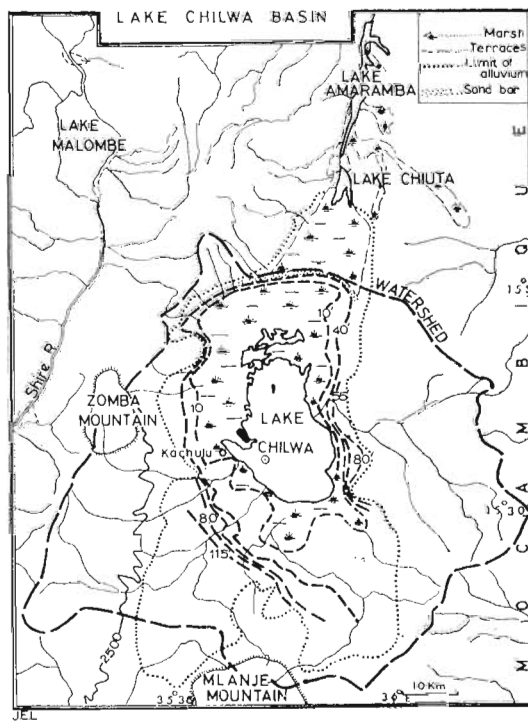 LAKE CHILWA BASIN
Marsh
Terraces
Limit of
alluvium
Sand bar
LAKE
AMARAMBA
LAKE
MALOMBE
LAKE CHIUTA
MOCAMBIQUE
15°
WATERSHED
Shire R
10
40
ZOMBA
MOUNTAIN
10
LAKE
CHILWA
Kachulu
80
15°30
80
115
2500
MLANJE
MOUNTAIN
10 Km
35°30
JEL